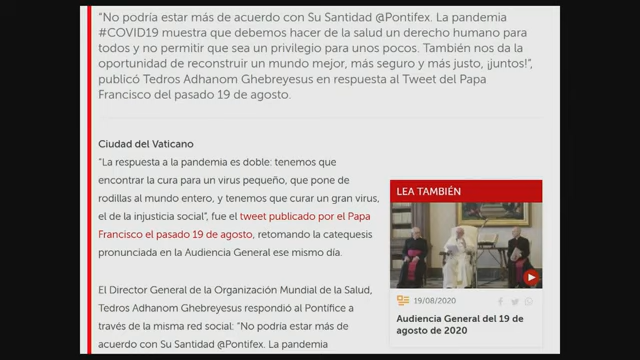 "No podría estar más de acuerdo con Su Santidad @Pontifex. La pandemia
#COVID19 muestra que debemos hacer de la salud un derecho humano para
todos y no permitir que sea un privilegio para unos pocos. También nos da la
oportunidad de reconstruir un mundo mejor, más seguro y más justo, ¡juntos!",
publicó Tedros Adhanom Ghebreyesus en respuesta al Tweet del Papa
Francisco del pasado 19 de agosto.
Ciudad del Vaticano
"La respuesta a la pandemia es doble: tenemos que
encontrar la cura para un virus pequeño, que pone de
rodillas al mundo entero, y tenemos que curar un gran virus,
el de la injusticia social", fue el tweet publicado por el Papa
Francisco el pasado 19 de agosto, retomando la catequesis
pronunciada en la Audiencia General ese mismo día.
El Director General de la Organización Mundial de la Salud,
Tedros Adhanom Ghebreyesus respondió al Pontífice a
través de la misma red social: "No podría estar más de
acuerdo con Su Santidad @Pontifex. La pandemia
LEA TAMBIÉN
19/08/2020
Audiencia General del 19 de
agosto de 2020